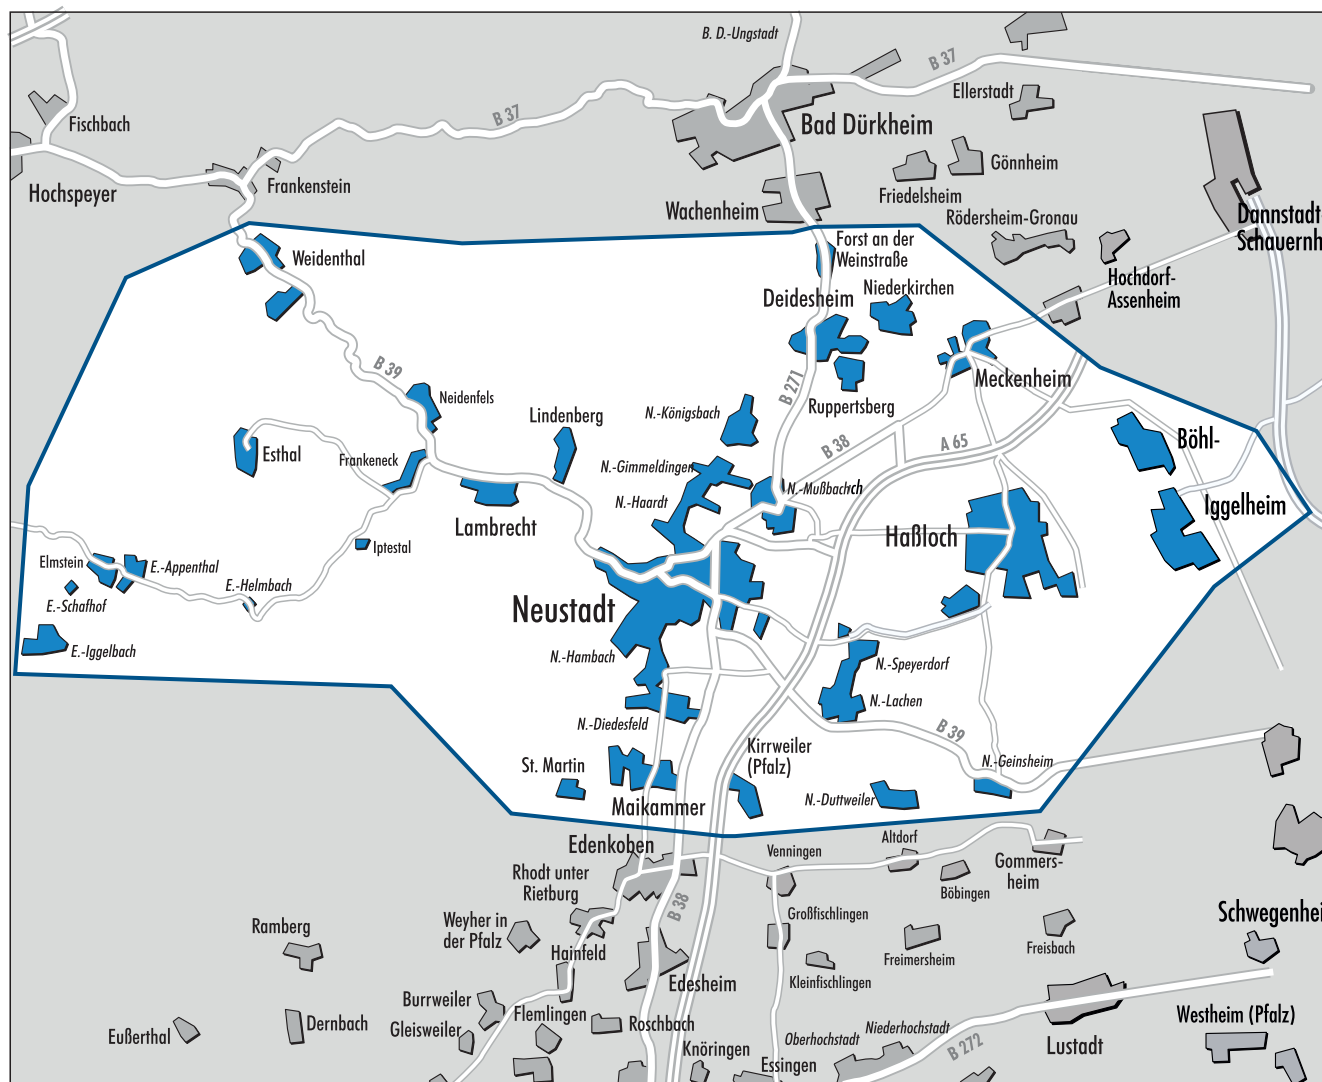 B. D.-Ungstadt
B 37
Ellerstadt
Fischbach
B 37
Bad Dürkheim
Gönnheim
Hochspeyer
Frankenstein
Friedelsheim
Wachenheim
Rödersheim-Gronau
Dannstadt
Schauernh
Forst an der
Weinstraße
Weidenthal
Hochdorf-
Assenheim
Deidesheim
Niederkirchen
B 39
Meckenheim
B 271
Neidenfels
Ruppertsberg
Lindenberg
N.-Königsbach
Böhl-
B 38
A 65
Esthal
Frankeneck
N.-Gimmeldingen
N.-Mußbachrch
N.-Haardt
Iggelheim
Lambrecht
Haßloch
Iptestal
Elmstein
E.-Appenthal
E.-Helmbach
E.-Schafhof
Neustadt
E.-Iggelbach
N.-Hambach
N.-Speyerdorf
N.-Lachen
N.-Diedesfeld
B 39
Kirrweiler
(Pfalz)
St. Martin
N.-Geinsheim
Maikammer
N.-Duttweiler
Edenkoben
Venningen
Altdorf
Gommers-
heim
Rhodt unter
Rietburg
Böbingen
B 38
Großfischlingen
Schwegenhei
Weyher in
der Pfalz
Ramberg
Hainfeld
Freimersheim
Freisbach
Edesheim
Kleinfischlingen
Burrweiler
Flemlingen
Westheim (Pfalz)
Eußerthal
Dernbach
Gleisweiler
Roschbach
Niederhochstadt
Oberhochstadt
B 272
Lustadt
Knöringen
Essingen